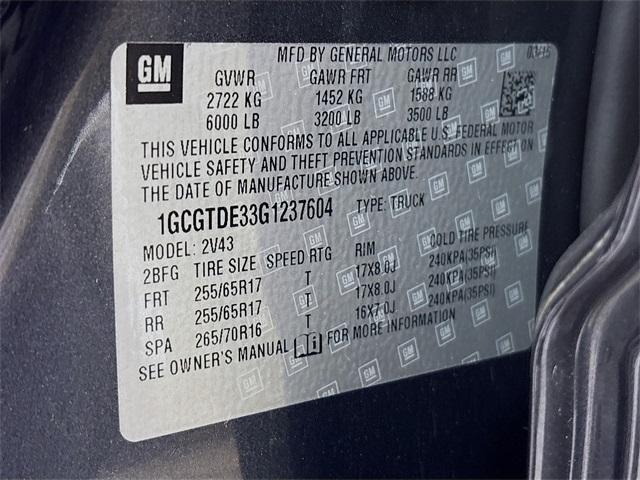 GM
MFD BY GENERAL MOTORS LLC
GVWR GAWR FRT GAWR RR
2722 KG 1452 KG 1588 KG
6000 LB 3200 LB 3500 LB
THIS VEHICLE CONFORMS TO ALL APPLICABLE U.S. FEDERAL MOTOR
VEHICLE SAFETY AND THEFT PREVENTION STANDARDS IN EFFECT ON
THE DATE OF MANUFACTURE SHOWN ABOVE.
1GCGTDE33G1237604 TYPE: TRUCK
MODEL: 2V43
2BFG TIRE SIZE SPEED RTG RIM COLD TIRE PRESSURE
FRT 255/65R17 T 17X8.0J 240KPA(35PSI)
RR 255/65R17 T 17X8.0J 240KPA(35PSI)
SPA 265/70R16 T 16X7.0J 240KPA(35PSI)
SEE OWNER'S MANUAL i FOR MORE INFORMATION